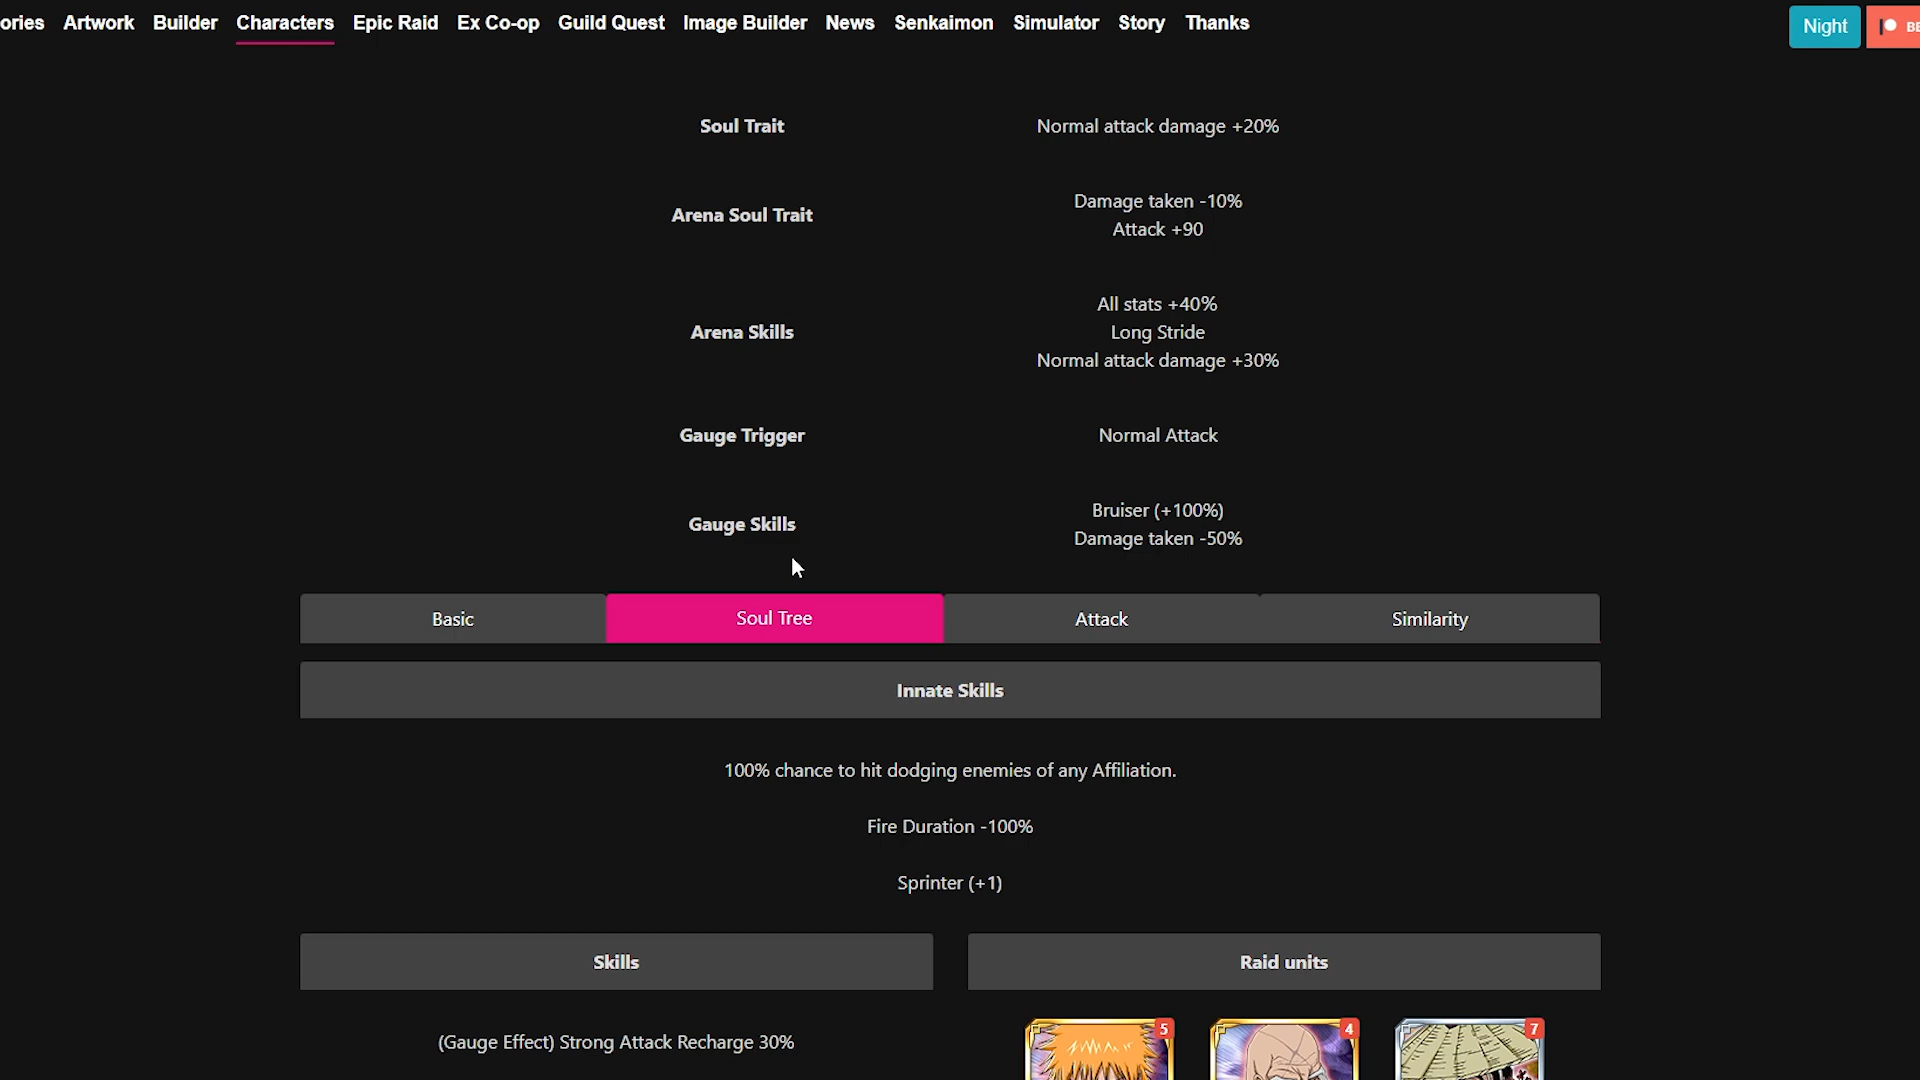 ories Artwork Builder Characters Epic Raid Ex Co-op Guild Quest Image Builder News Senkaimon Simulator Story Thanks Night BE
Soul Trait Normal attack damage +20%
Arena Soul Trait Damage taken -10%
Attack +90
Arena Skills All stats +40%
Long Stride
Normal attack damage +30%
Gauge Trigger Normal Attack
Gauge Skills Bruiser (+100%)
Damage taken -50%
Basic Soul Tree Attack Similarity
Innate Skills
100% chance to hit dodging enemies of any Affiliation.
Fire Duration -100%
Sprinter (+1)
Skills Raid units
5 4 7
(Gauge Effect) Strong Attack Recharge 30%